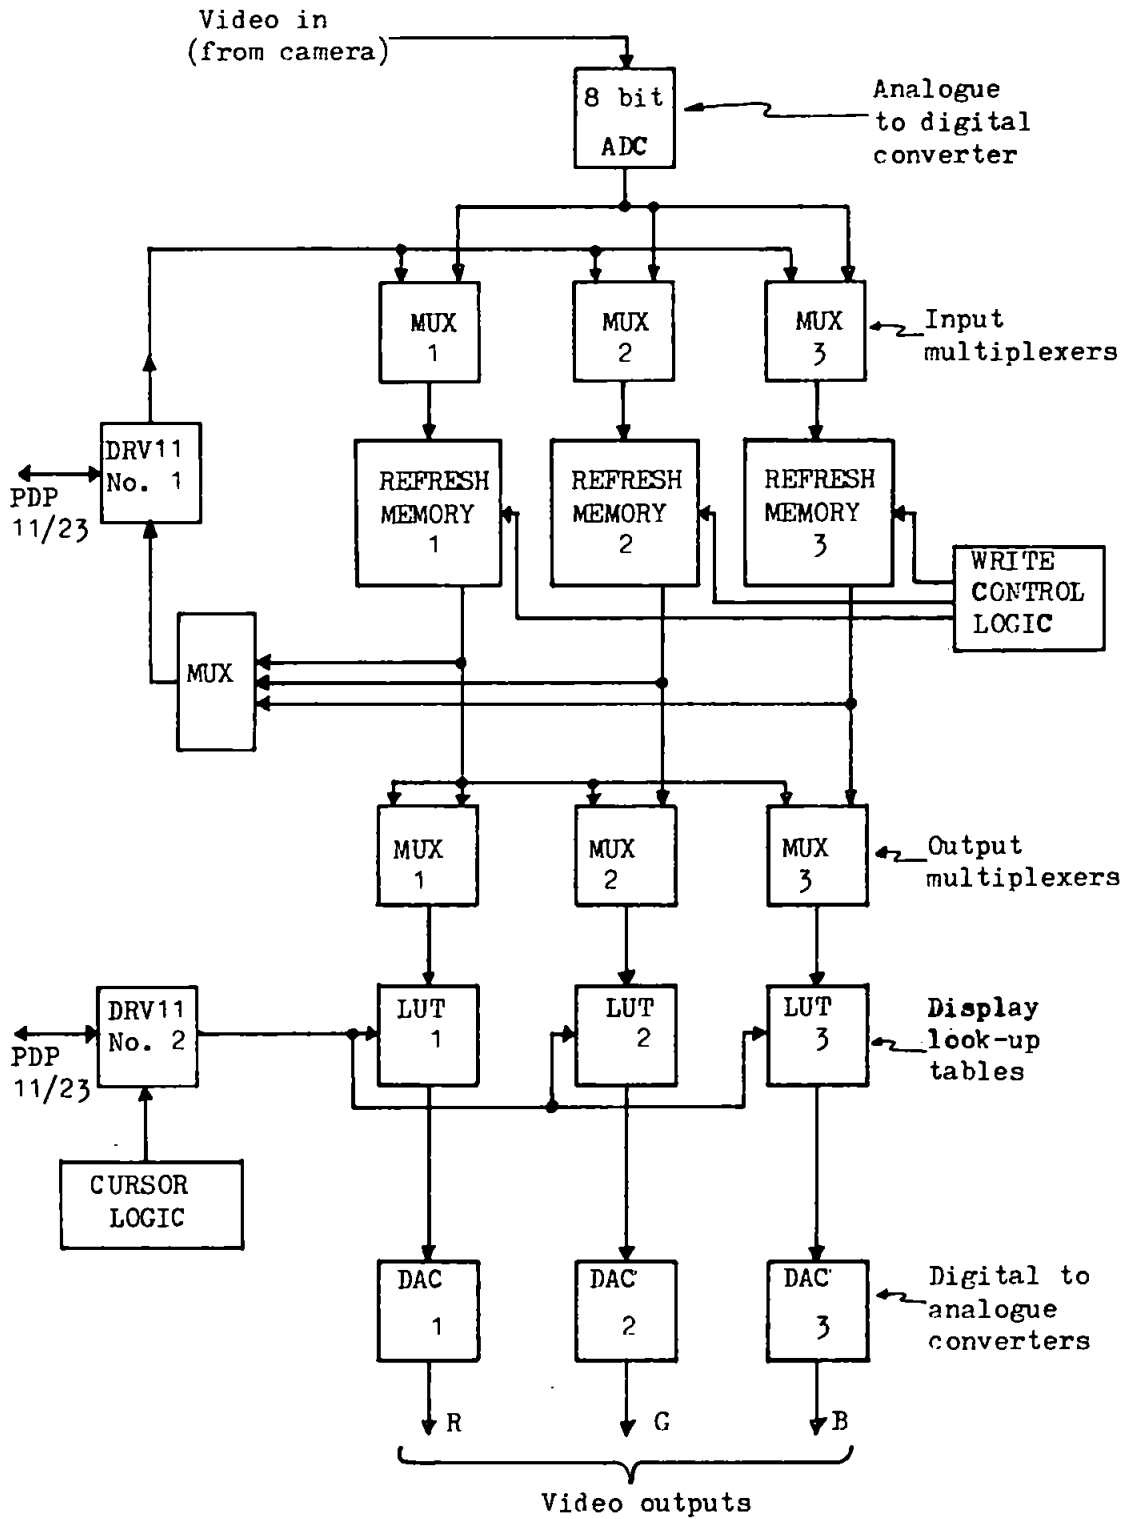 Video in
(from camera)
8 bit
ADC
Analogue
to digital
converter
MUX
1
MUX
2
MUX
3
Input
multiplexers
DRV11
No. 1
PDP
11/23
REFRESH
MEMORY
1
REFRESH
MEMORY
2
REFRESH
MEMORY
3
WRITE
CONTROL
LOGIC
MUX
MUX
1
MUX
2
MUX
3
Output
multiplexers
DRV11
No. 2
PDP
11/23
LUT
1
LUT
2
LUT
3
Display
look-up
tables
CURSOR
LOGIC
DAC
1
DAC
2
DAC
3
Digital to
analogue
converters
R
G
B
Video outputs